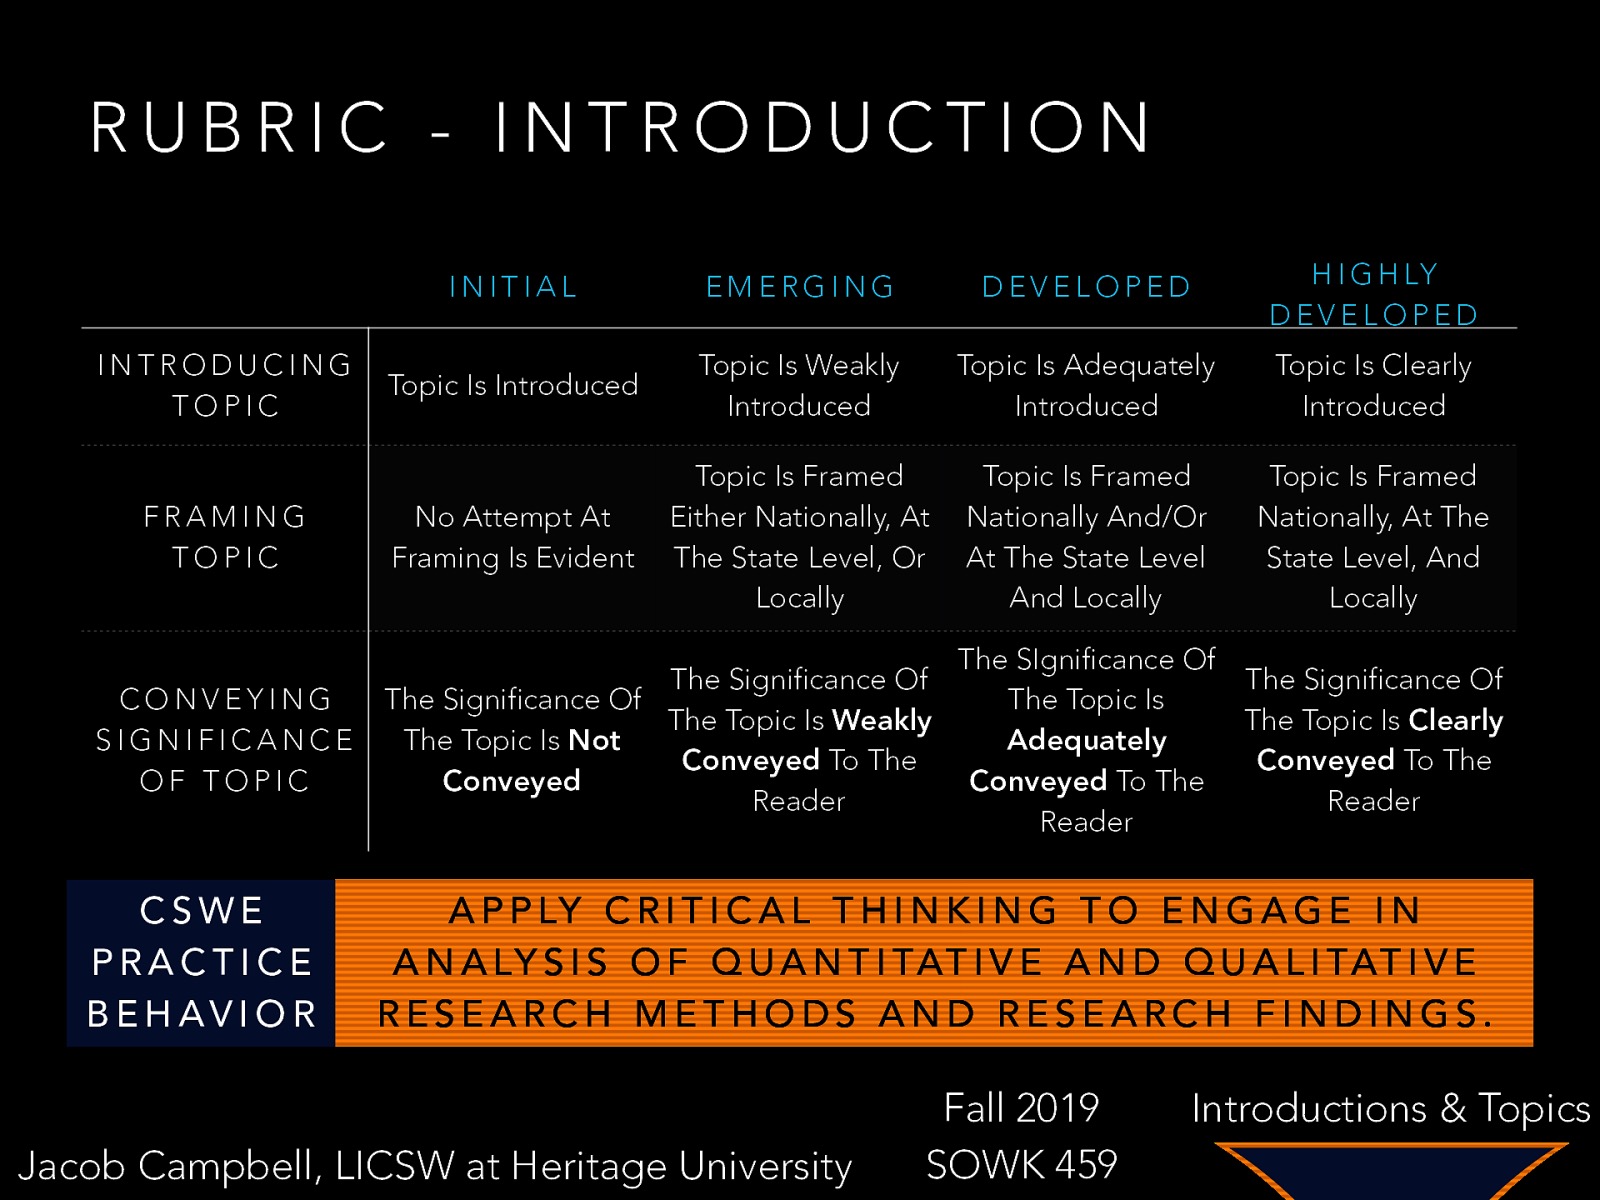 RUBRIC - INTRODUCTION
INITIAL
EMERGING
DEVELOPED
HIGHLY
DEVELOPED
INTRODUCING
TOPIC
Topic Is Introduced
Topic Is Weakly
Introduced
Topic Is Adequately
Introduced
Topic Is Clearly
Introduced
FRAMING
TOPIC
No Attempt At
Framing Is Evident
Topic Is Framed
Either Nationally, At
The State Level, Or
Locally
Topic Is Framed
Nationally And/Or
At The State Level
And Locally
Topic Is Framed
Nationally, At The
State Level, And
Locally
CONVEYING
SIGNIFICANCE
OF TOPIC
The Significance Of
The Topic Is Not
Conveyed
The Significance Of
The Topic Is Weakly
Conveyed To The
Reader
The SIgnificance Of
The Topic Is
Adequately
Conveyed To The
Reader
The Significance Of
The Topic Is Clearly
Conveyed To The
Reader
CSWE
PRACTICE
BEHAVIOR
APPLY CRITICAL THINKING TO ENGAGE IN
ANALYSIS OF QUANTITATIVE AND QUALITATIVE
RESEARCH METHODS AND RESEARCH FINDINGS.
Jacob Campbell, LICSW at Heritage University
Fall 2019
SOWK 459
Introductions & Topics